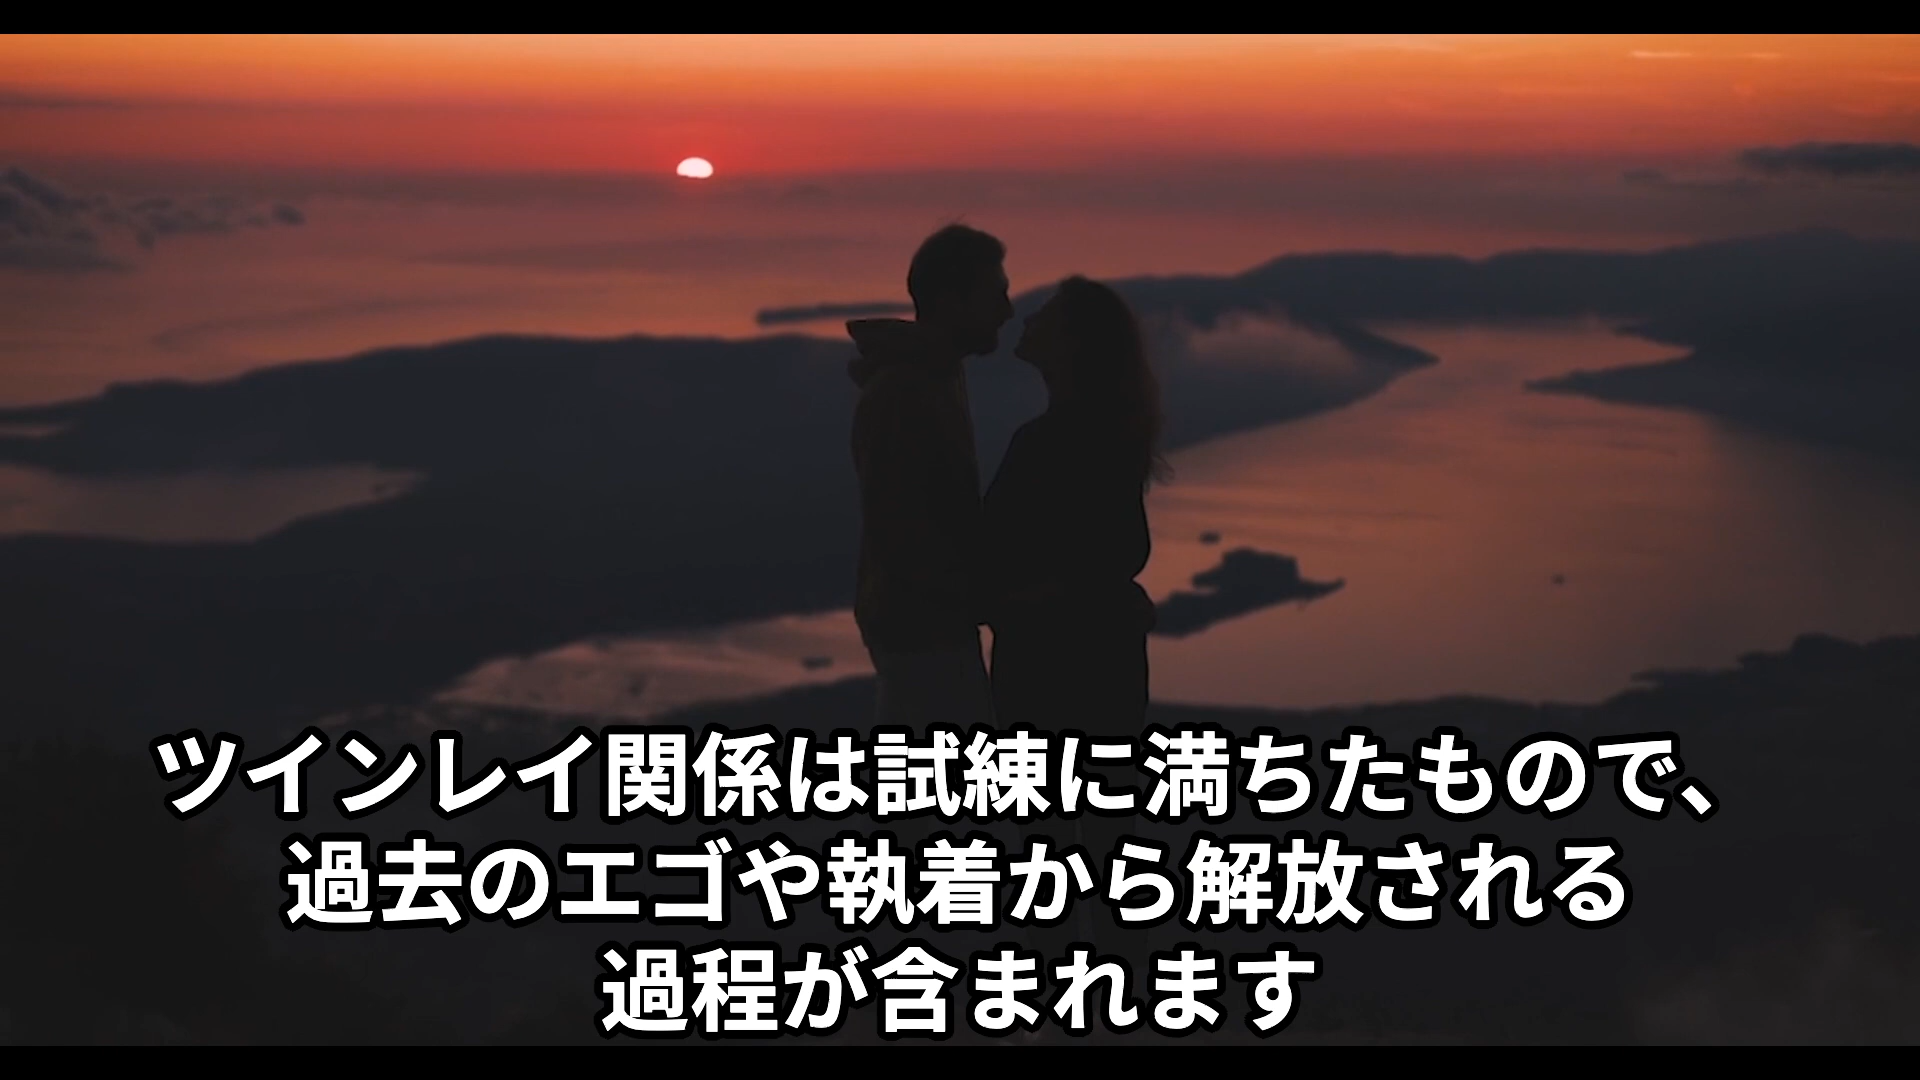 ツインレイ関係は試練に満ちたもので、
過去のエゴや執着から解放される
過程が含まれます